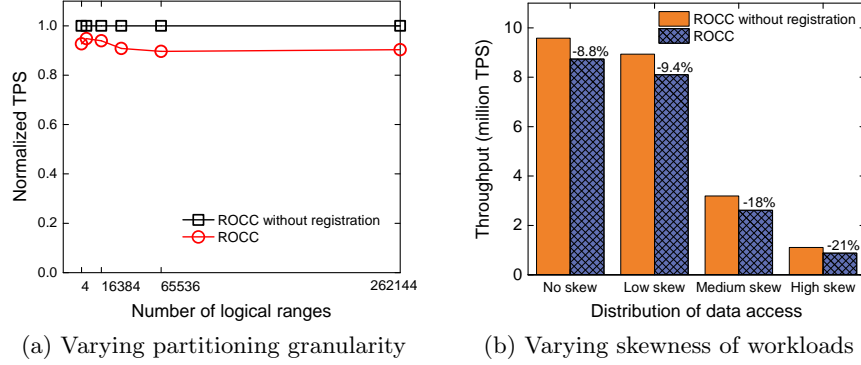 1.0
0.8
0.6
0.4
0.2
0.0
Normalized TPS
ROCC without registration
ROCC
4
16384
65536
262144
Number of logical ranges
(a) Varying partitioning granularity
10
8
6
4
2
0
Throughput (million TPS)
ROCC without registration
ROCC
-8.8%
-9.4%
-18%
-21%
No skew
Low skew
Medium skew
High skew
Distribution of data access
(b) Varying skewness of workloads